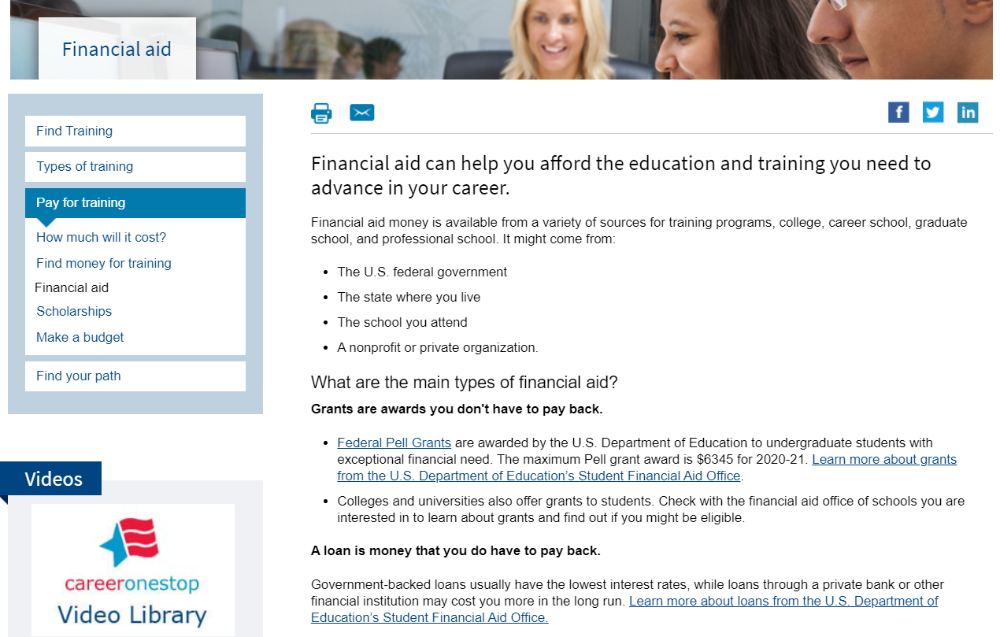 Financial aid
Find Training
Types of training
Pay for training
How much will it cost?
Find money for training
Financial aid
Scholarships
Make a budget
Find your path
Videos
careeronestop
Video Library
f
in
Financial aid can help you afford the education and training you need to
advance in your career.
Financial aid money is available from a variety of sources for training programs, college, career school, graduate
school, and professional school. It might come from:
• The U.S. federal government
• The state where you live
• The school you attend
• A nonprofit or private organization.
What are the main types of financial aid?
Grants are awards you don't have to pay back.
• Federal Pell Grants are awarded by the U.S. Department of Education to undergraduate students with
exceptional financial need. The maximum Pell grant award is $6345 for 2020-21. Learn more about grants
from the U.S. Department of Education’s Student Financial Aid Office.
• Colleges and universities also offer grants to students. Check with the financial aid office of schools you are
interested in to learn about grants and find out if you might be eligible.
A loan is money that you do have to pay back.
Government-backed loans usually have the lowest interest rates, while loans through a private bank or other
financial institution may cost you more in the long run. Learn more about loans from the U.S. Department of
Education’s Student Financial Aid Office.